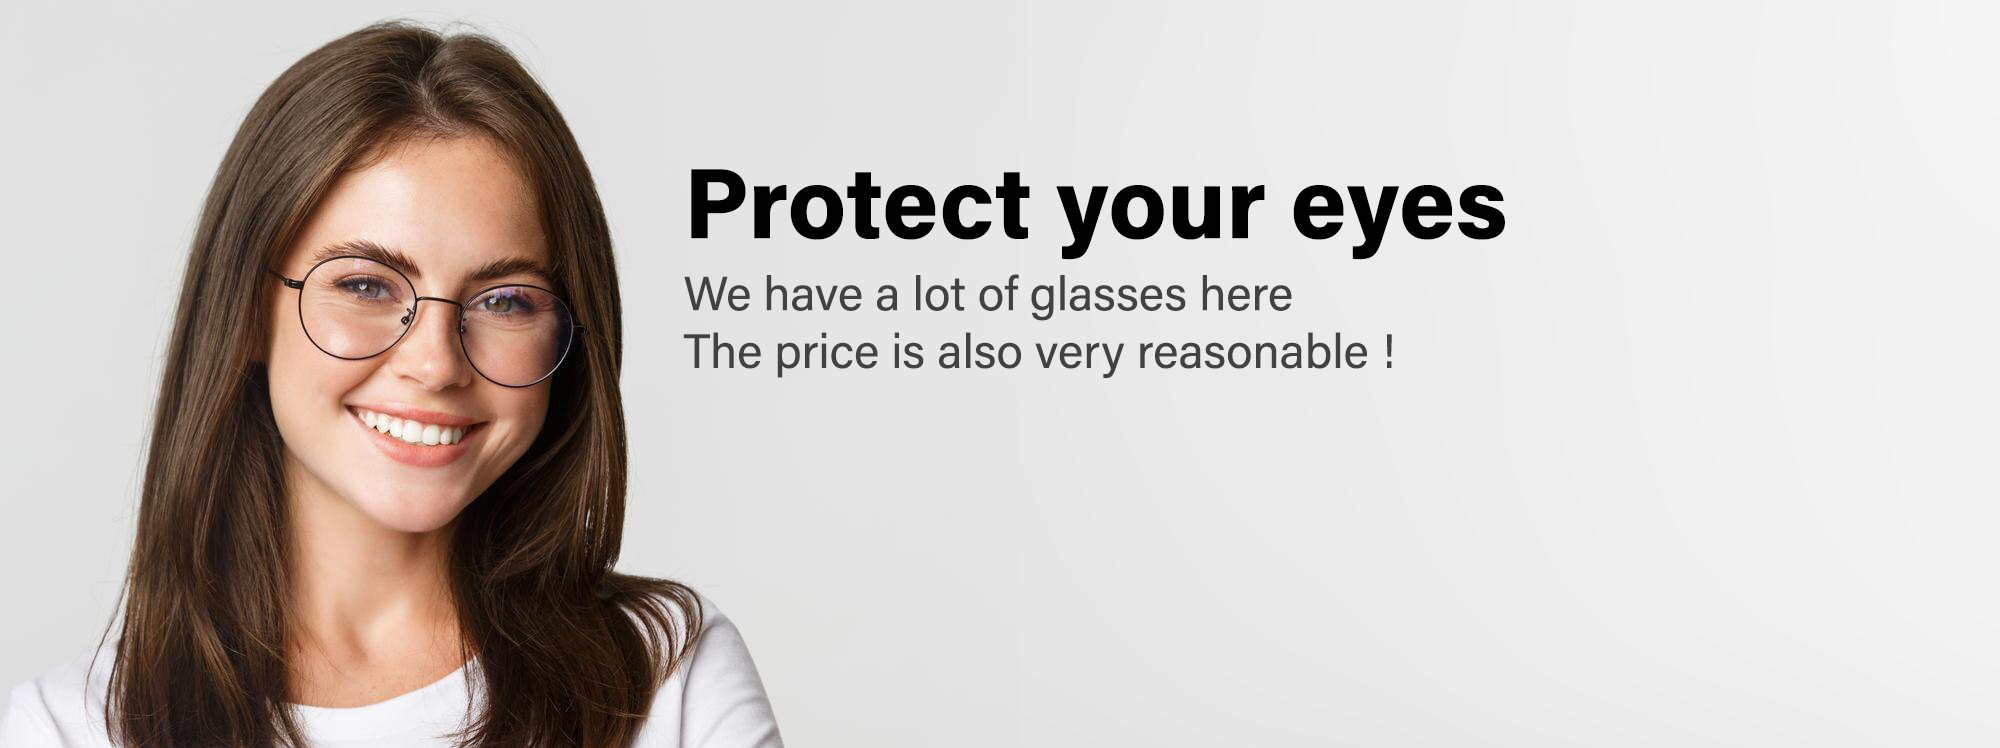 Protect your eyes
We have a lot of glasses here
The price is also very reasonable !